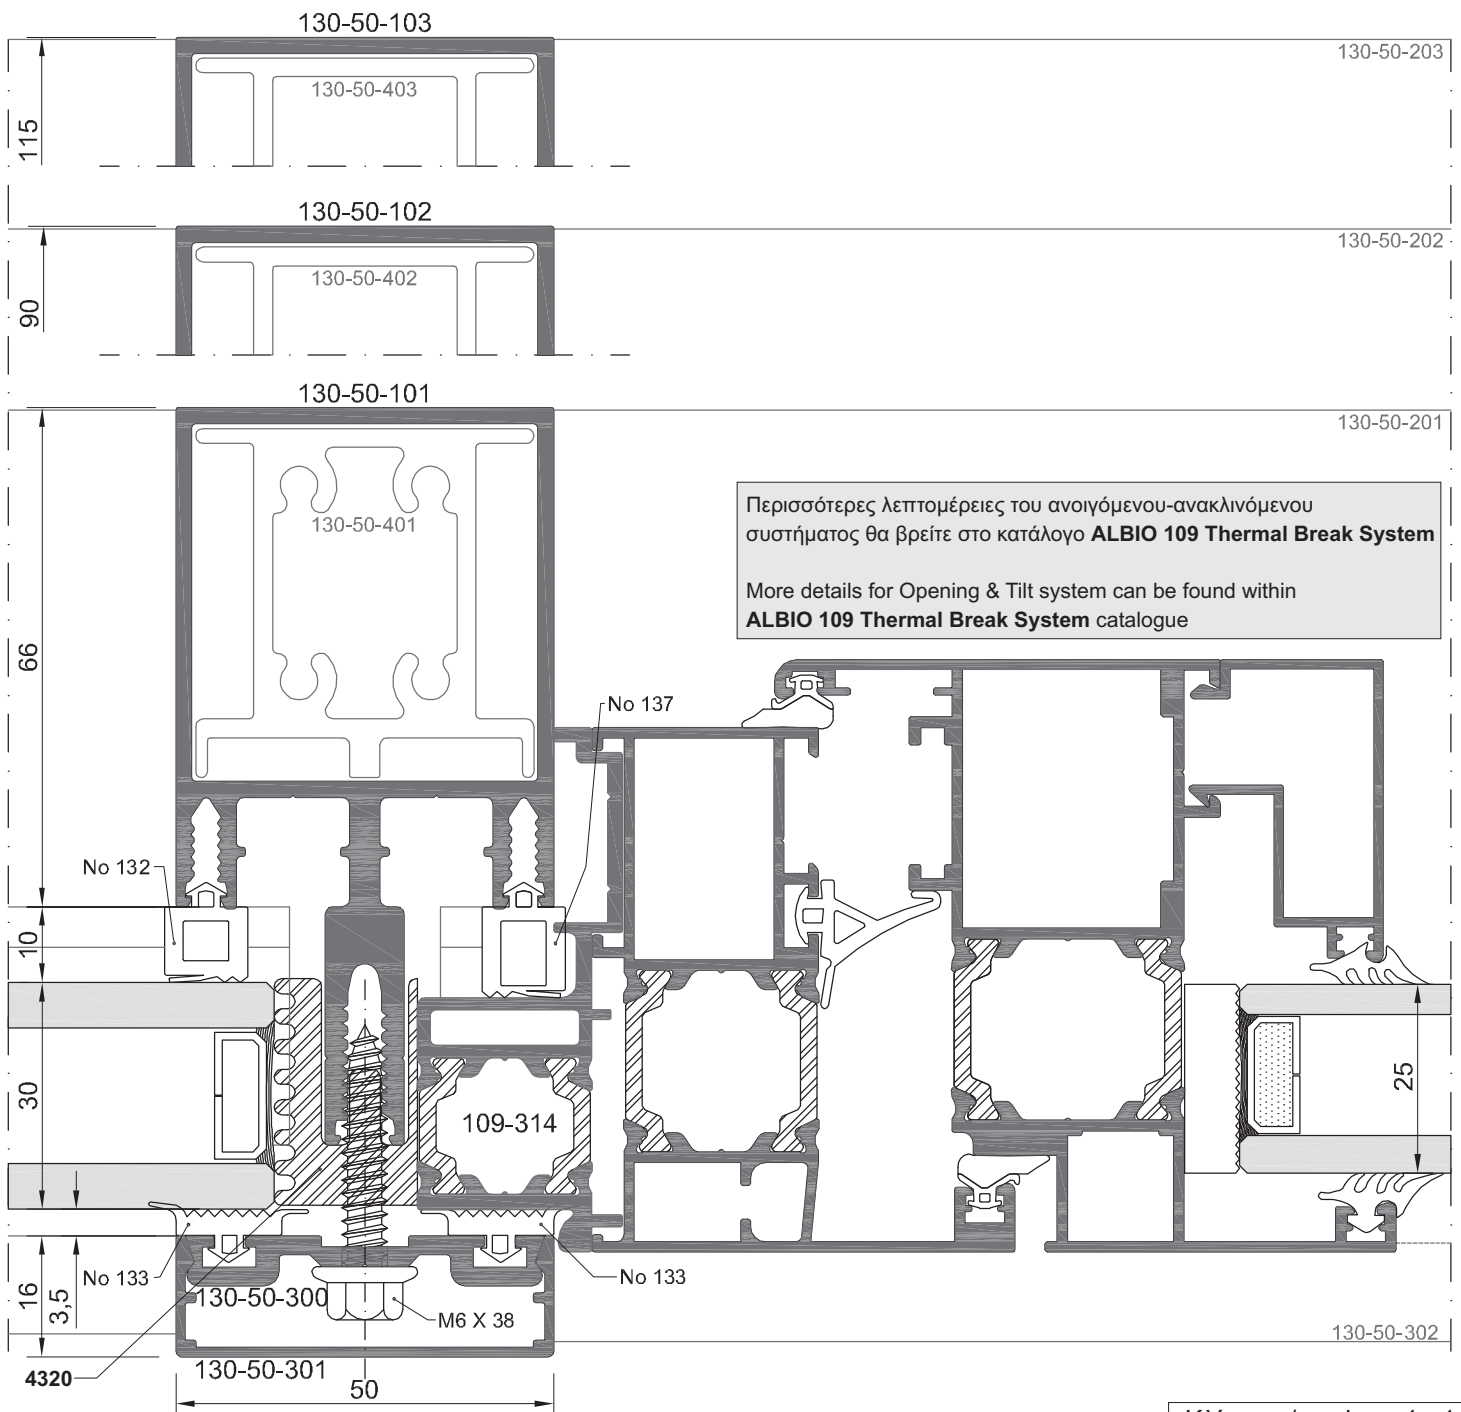 130-50-103
130-50-203
130-50-403
115
130-50-102
130-50-202
130-50-402
90
130-50-101
130-50-201
130-50-401
Περισσότερες λεπτομέρειες του ανοιγόμενου-ανακλινόμενου
συστήματος θα βρείτε στο κατάλογο ALBIO 109 Thermal Break System
More details for Opening & Tilt system can be found within
ALBIO 109 Thermal Break System catalogue
66
No 137
No 132
10
30
25
109-314
No 133
No 133
16
3,5
130-50-300
M6 X 38
130-50-302
130-50-301
4320
50